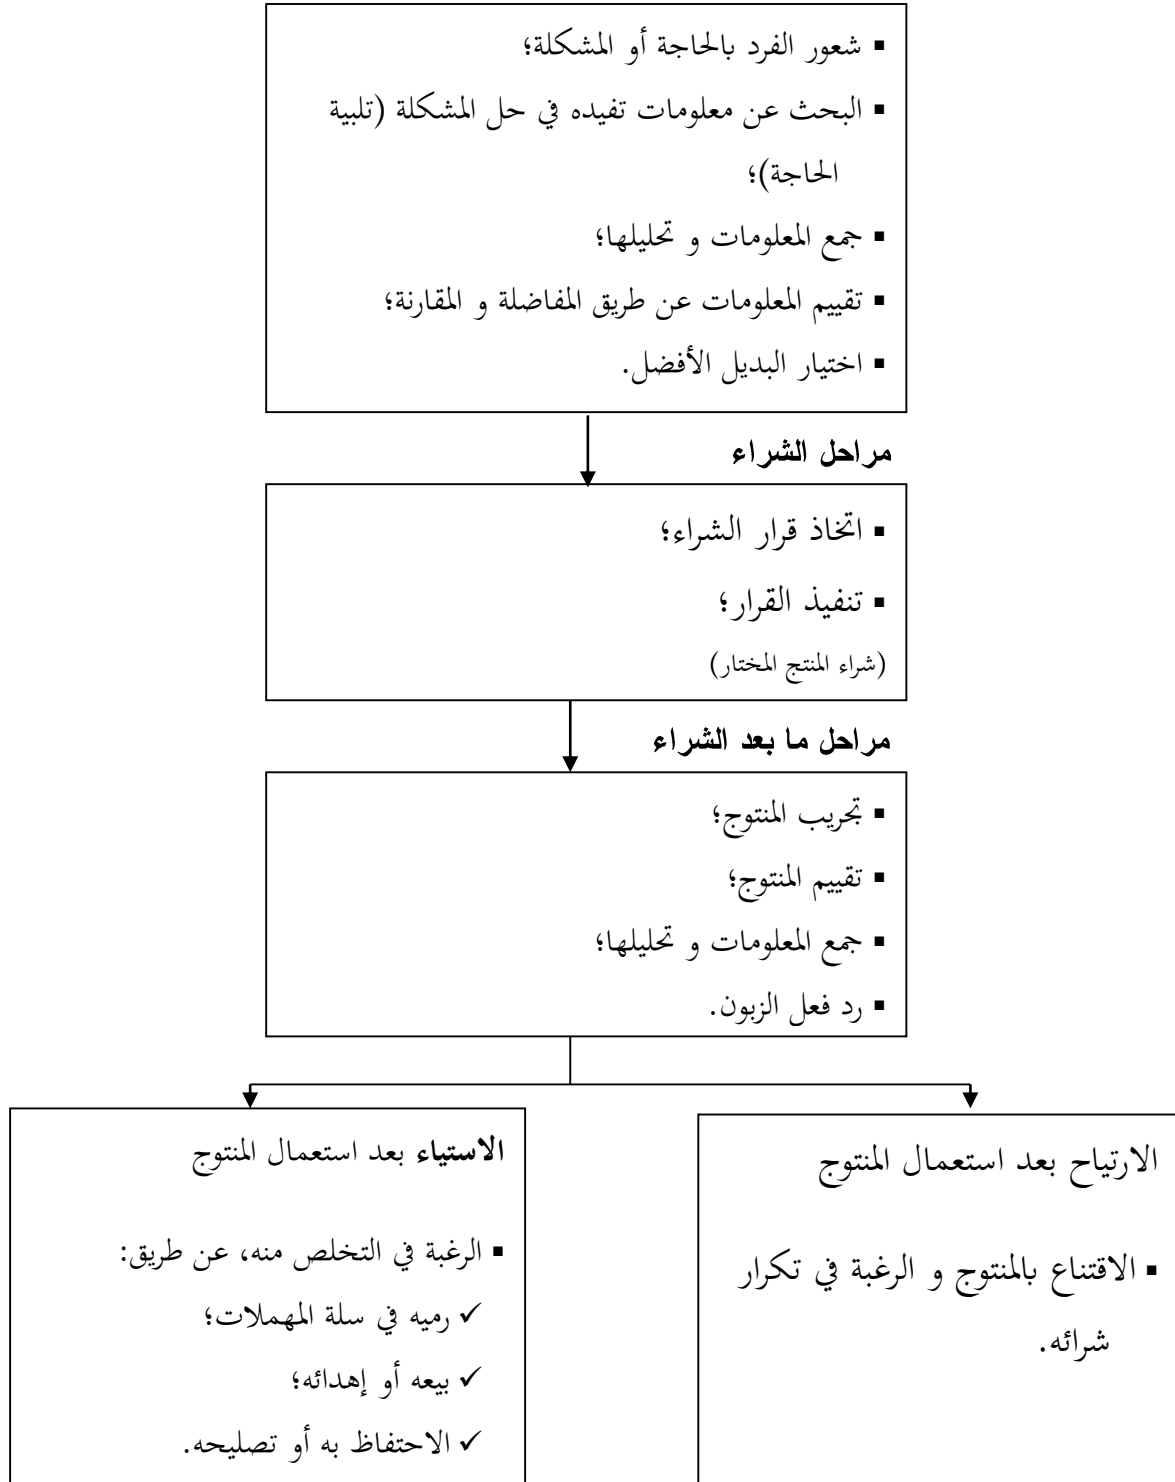 ▪ شعور الفرد بالحاجة أو المشكلة؛
▪ البحث عن معلومات تفيده في حل المشكلة (تلبية
الحاجة)؛
▪ جمع المعلومات و تحليلها؛
▪ تقييم المعلومات عن طريق المفاضلة و المقارنة؛
▪ اختيار البديل الأفضل.
مراحل الشراء
▪ اتخاذ قرار الشراء؛
▪ تنفيذ القرار؛
(شراء المنتج المختار)
مراحل ما بعد الشراء
▪ تجريب المنتوج؛
▪ تقييم المنتوج؛
▪ جمع المعلومات و تحليلها؛
▪ رد فعل الزبون.
الارتياح بعد استعمال المنتوج
▪ الاقتناع بالمنتوج و الرغبة في تكرار
شرائه.
الاستياء بعد استعمال المنتوج
▪ الرغبة في التخلص منه، عن طريق:
✓ رميه في سلة المهملات؛
✓ بيعه أو إهدائه؛
✓ الاحتفاظ به أو تصليحه.